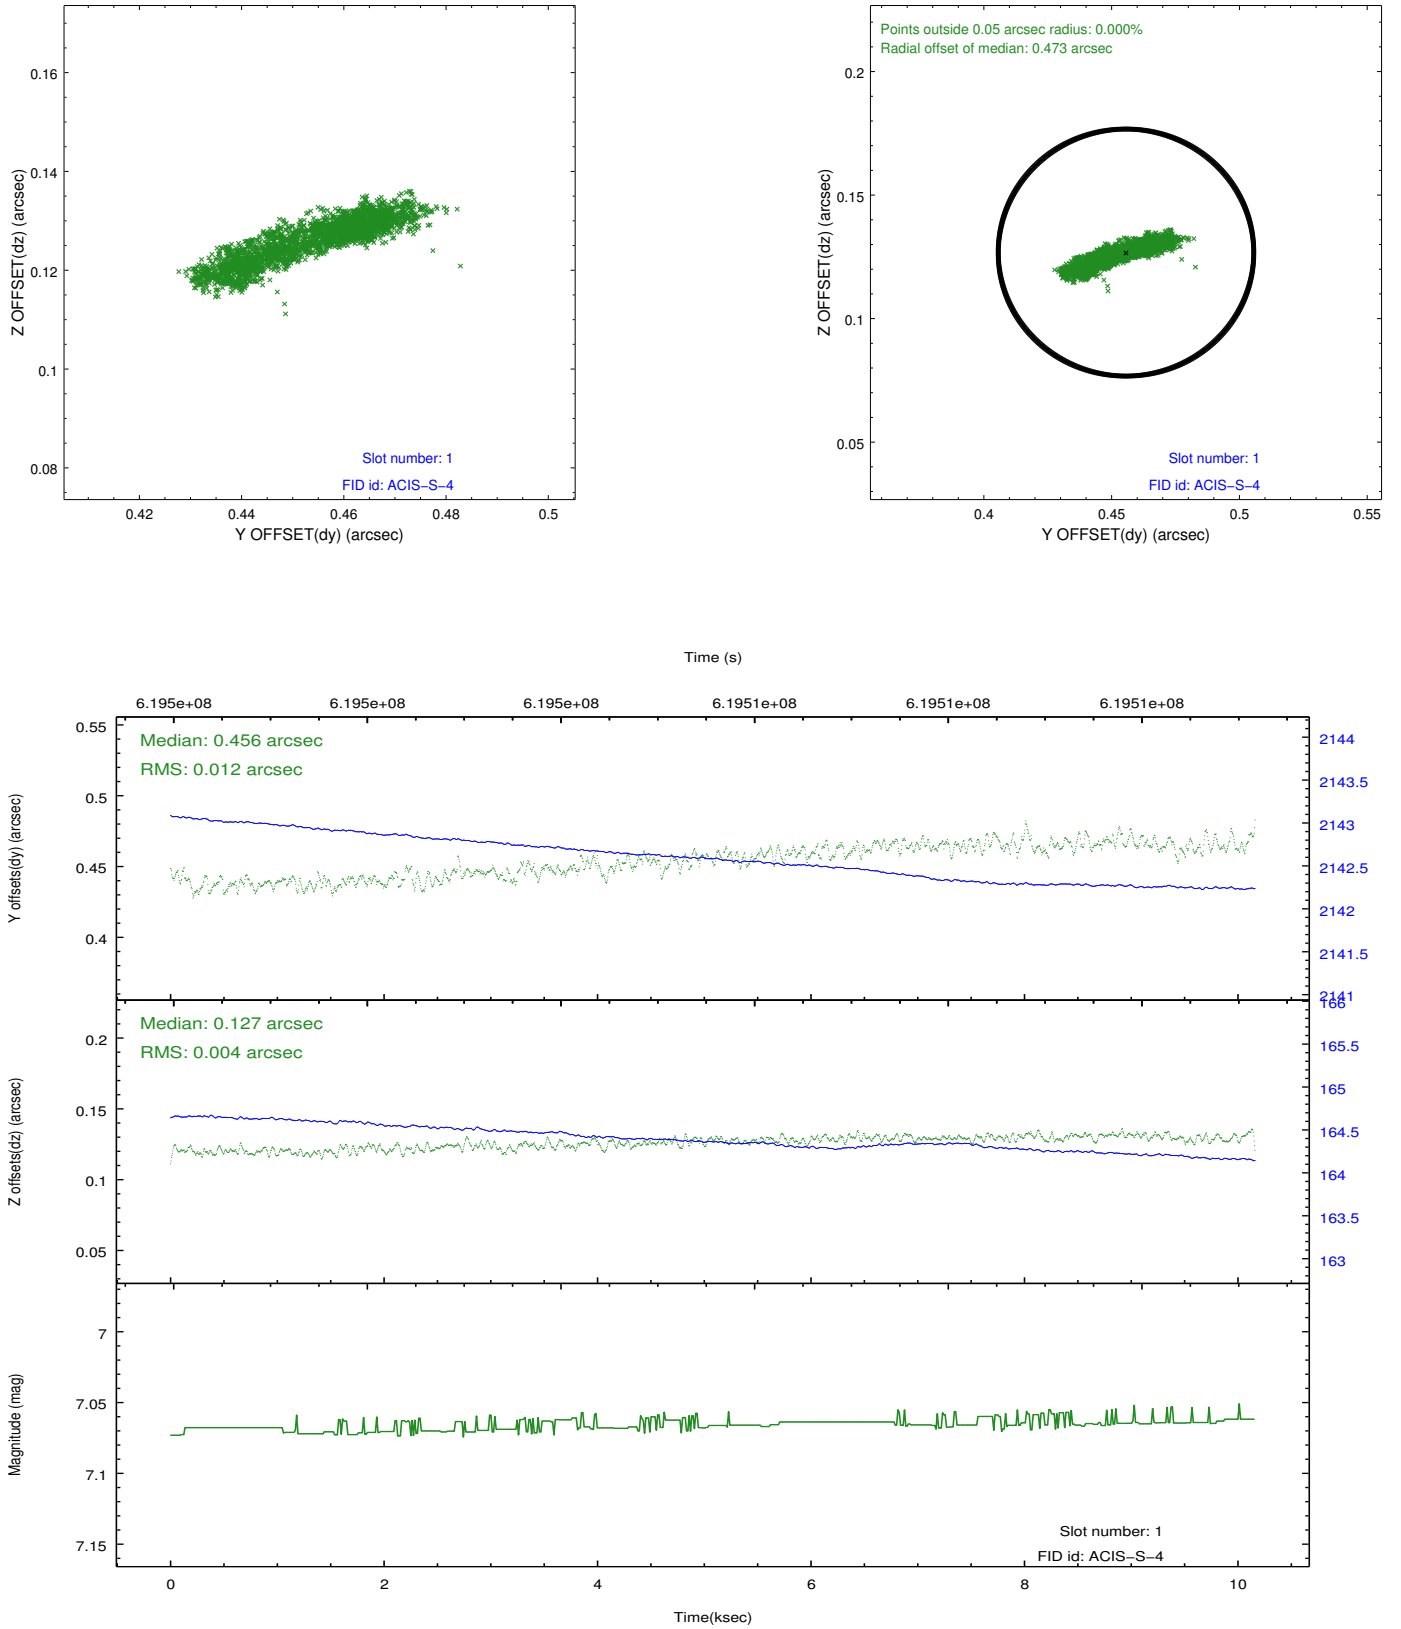 0.16
0.14
0.12
0.1
0.08
Z OFFSET(dz) (arcsec)
Slot number: 1
FID id: ACIS-S-4
0.42 0.44 0.46 0.48 0.5
Y OFFSET(dy) (arcsec)
Points outside 0.05 arcsec radius: 0.000%
Radial offset of median: 0.473 arcsec
0.2
0.15
0.1
0.05
Z OFFSET(dz) (arcsec)
Slot number: 1
FID id: ACIS-S-4
0.4 0.45 0.5 0.55
Y OFFSET(dy) (arcsec)
Time (s)
6.195e+08 6.195e+08 6.195e+08 6.1951e+08 6.1951e+08 6.1951e+08
Median: 0.456 arcsec
RMS: 0.012 arcsec
0.55
0.5
0.45
0.4
Y offsets(dy) (arcsec)
2144
2143.5
2143
2142.5
2142
2141.5
2141
Median: 0.127 arcsec
RMS: 0.004 arcsec
0.2
0.15
0.1
0.05
Z offsets(dz) (arcsec)
166
165.5
165
164.5
164
163.5
163
7
7.05
7.1
7.15
Magnitude (mag)
Slot number: 1
FID id: ACIS-S-4
0 2 4 6 8 10
Time(ksec)